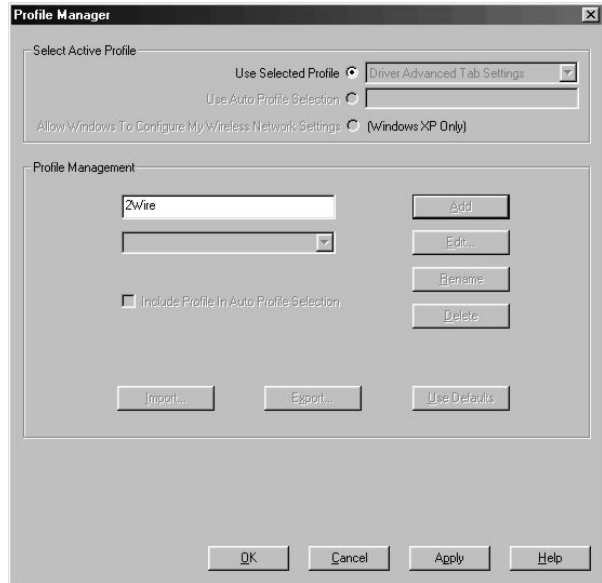 Profile Manager
Select Active Profile
Use Selected Profile Driver Advanced Tab Settings
Use Auto Profile Selection
Allow Windows To Configure My Wireless Network Settings (Windows XP Only)
Profile Management
2Wire Add
Edit...
Rename
Include Profile In Auto Profile Selection
Delete
Import... Export... Use Defaults
OK Cancel Apply Help